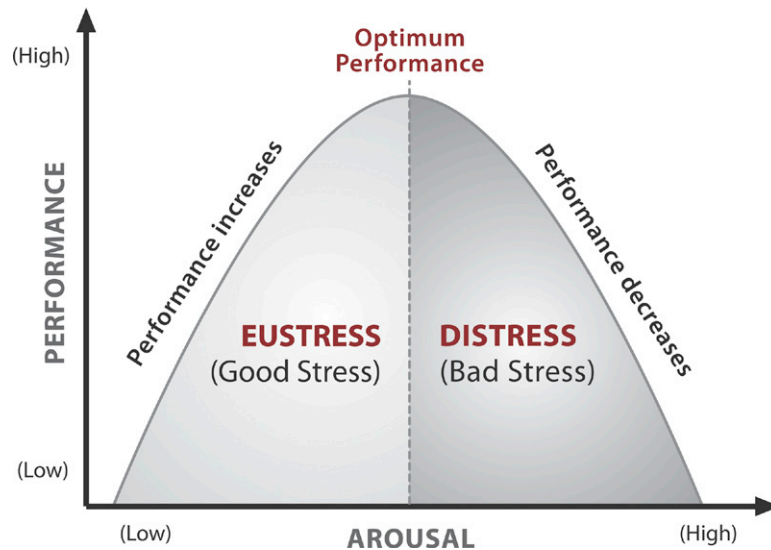 Optimum
Performance
(High)
PERFORMANCE
Performance increases
Performance decreases
EUSTRESS
(Good Stress)
DISTRESS
(Bad Stress)
(Low)
(Low)
AROUSAL
(High)